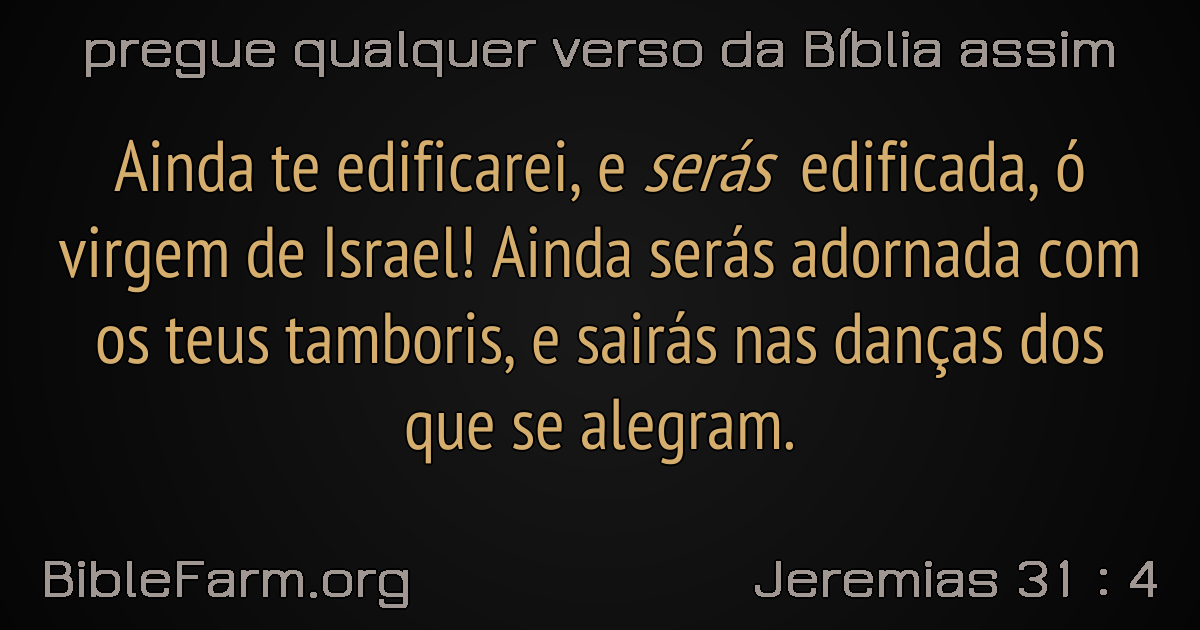 pregue qualquer verso da Bíblia assim
Ainda te edificarei, e serás edificada, ó
virgem de Israel! Ainda serás adornada com
os teus tamboris, e sairás nas danças dos
que se alegram.
BibleFarm.org
Jeremias 31 : 4